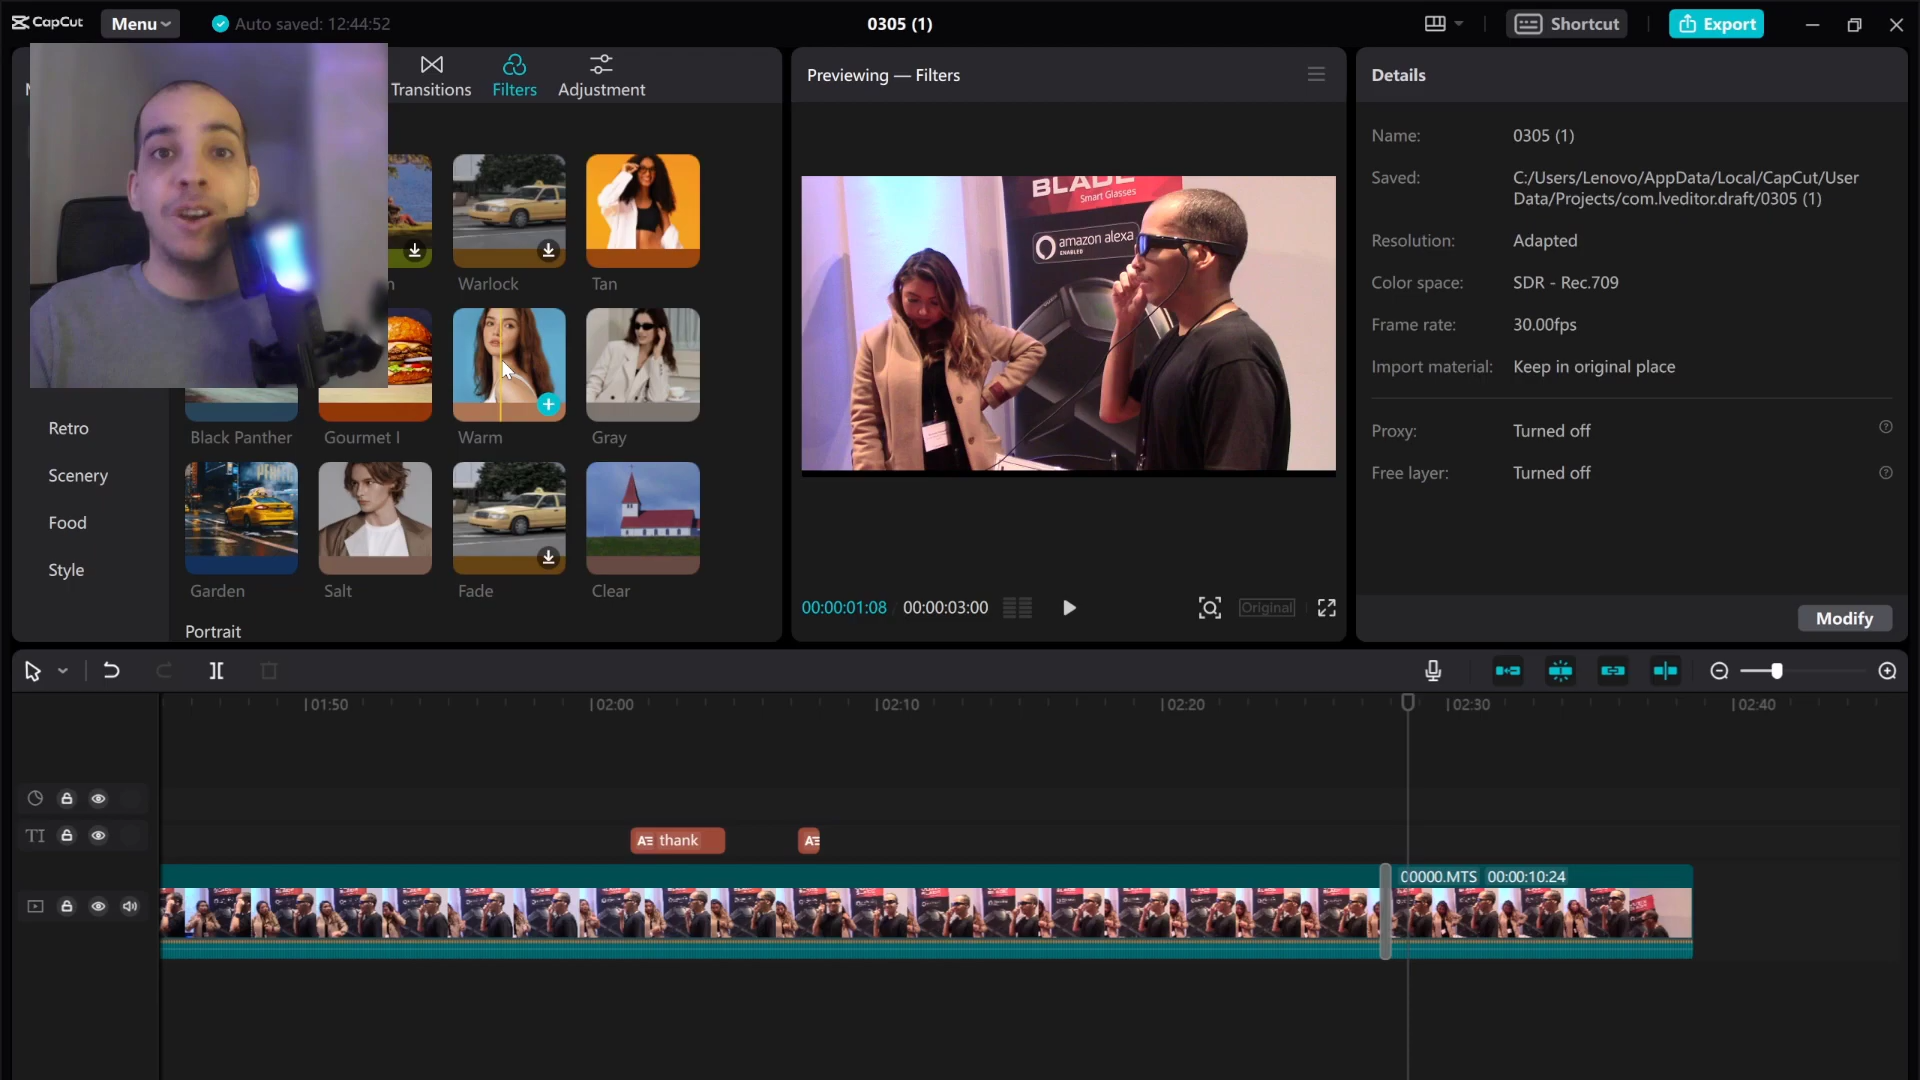 CapCut
Menu
Auto saved: 12:44:52
0305 (1)
Shortcut
Export
Transitions
Filters
Adjustment
Warlock
Tan
Black Panther
Gourmet I
Warm
Gray
Garden
Salt
Fade
Clear
Portrait
Retro
Scenery
Food
Style
Previewing — Filters
Smart Glasses
amazon alexa
ENABLED
00:00:01:08
00:00:03:00
Original
Details
Name:
0305 (1)
Saved:
C:/Users/Lenovo/AppData/Local/CapCut/User
Data/Projects/com.lveditor.draft/0305 (1)
Resolution:
Adapted
Color space:
SDR - Rec.709
Frame rate:
30.00fps
Import material:
Keep in original place
Proxy:
Turned off
Free layer:
Turned off
Modify
01:50
02:00
02:10
02:20
02:30
02:40
TI
A thank
A
00000.MTS 00:00:10:24